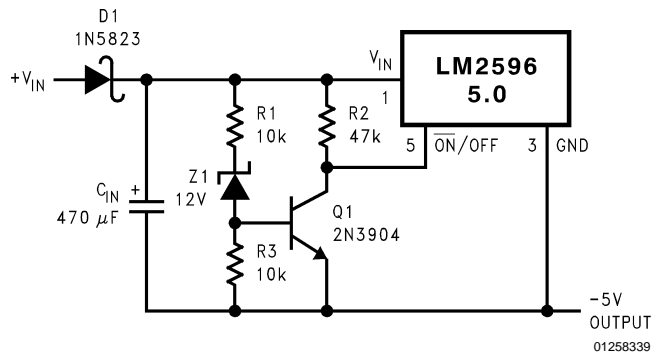 D1
1N5823
+VIN
VIN
1
LM2596
5.0
R1
10k
R2
47k
5
ON/OFF
3
GND
Z1
12V
CIN
+
470 µF
Q1
2N3904
R3
10k
-5V
OUTPUT
01258339